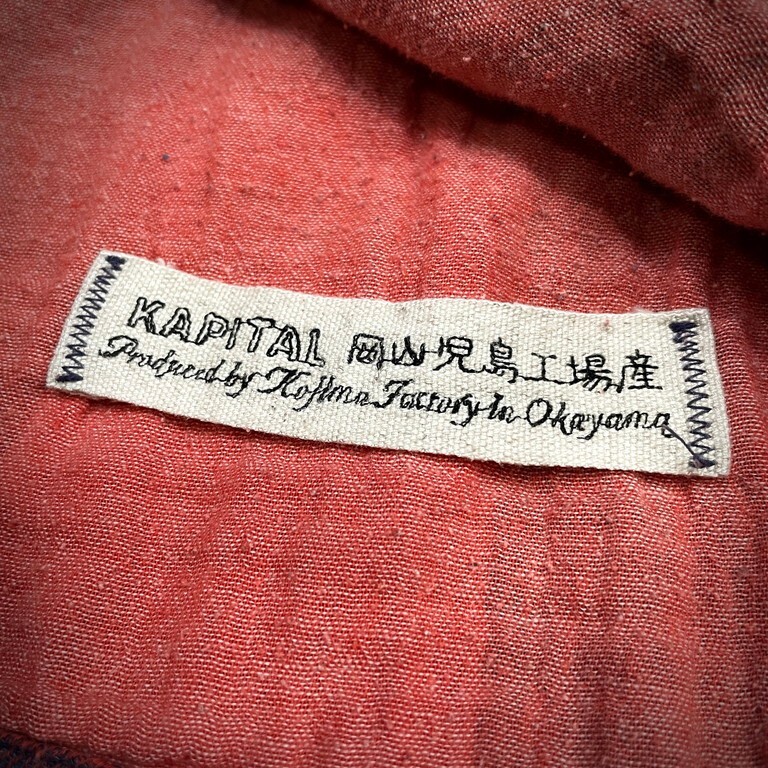 KAPITAL 岡山児島工場産
Produced by Kojima Factory In Okayama